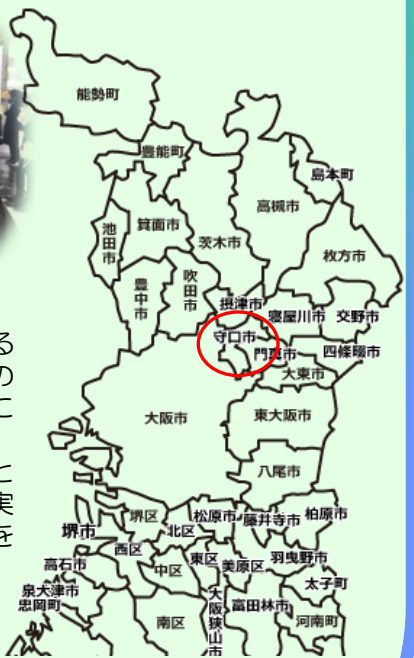 能勢町
豊能町
島本町
高槻市
箕面市
池田市
茨木市
枚方市
吹田市
豊中市
摂津市
寝屋川市
交野市
守口市
門真市
四條畷市
大東市
大阪市
東大阪市
八尾市
る
の
に
と
実
を
堺区
松原市
藤井寺市
柏原市
堺市
北区
西区
東区
美原区
羽曳野市
高石市
中区
太子町
泉大津市
忠岡町
大阪狭山市
富田林市
河南町
南区